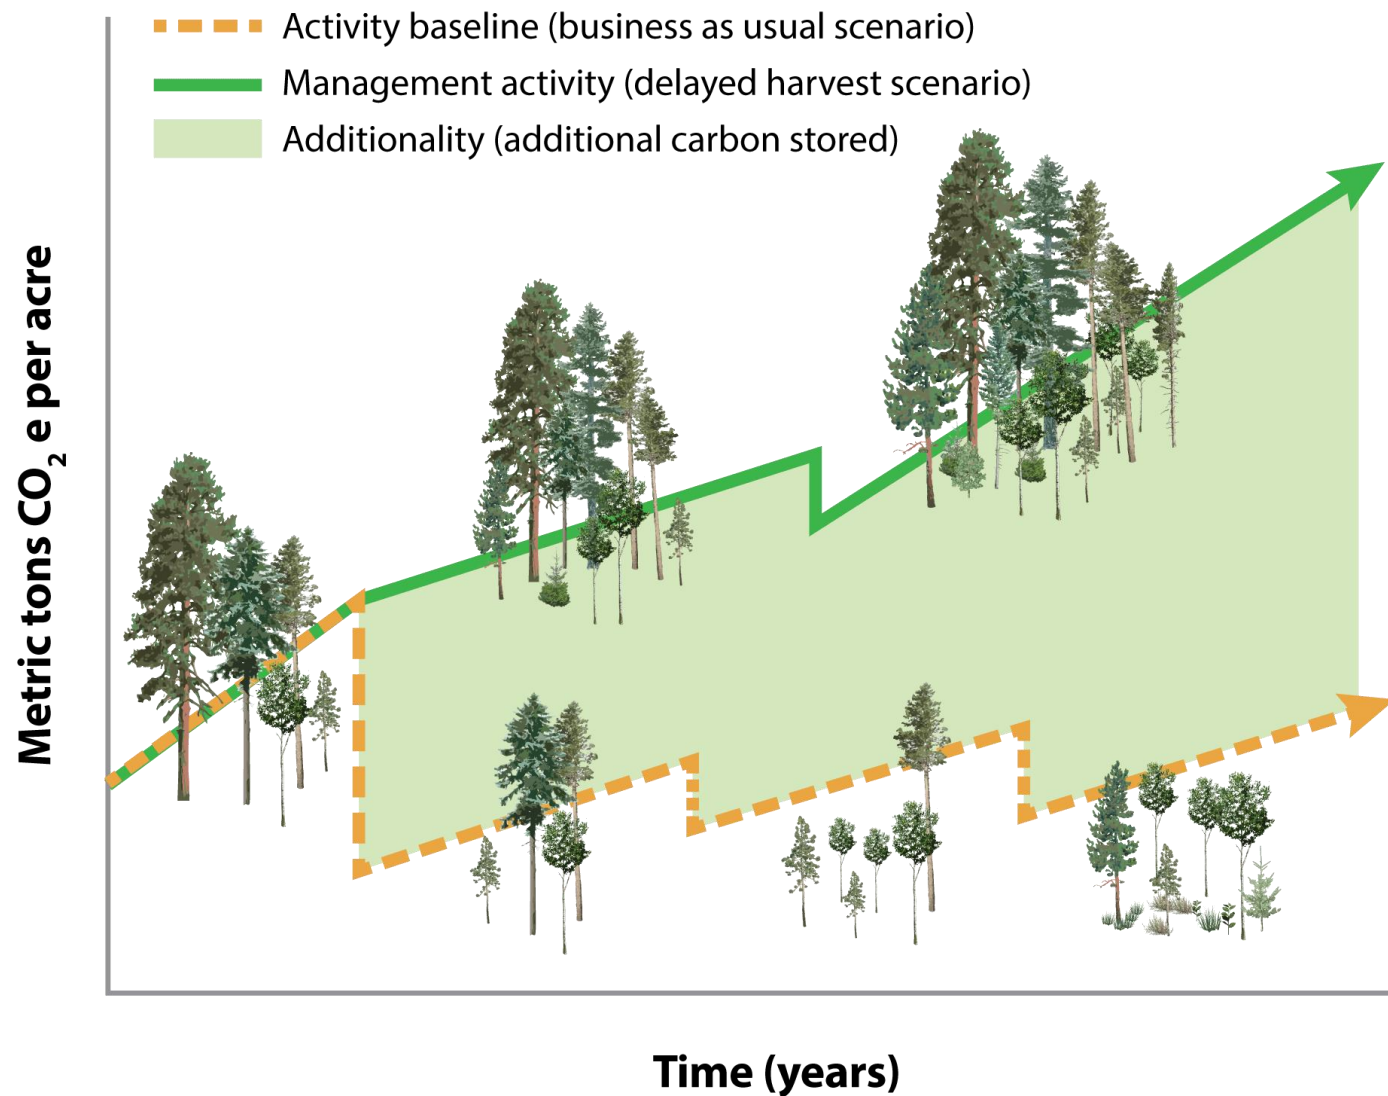 Activity baseline (business as usual scenario)
Management activity (delayed harvest scenario)
Additionality (additional carbon stored)
Metric tons CO₂ e per acre
Time (years)